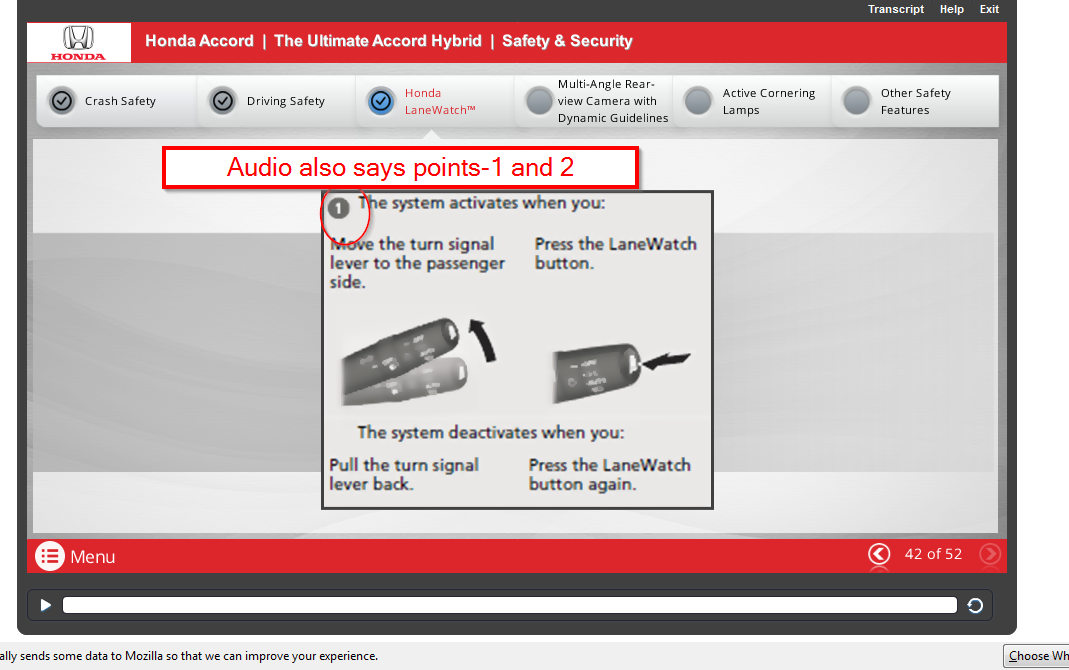 Transcript Help Exit
HONDA
Honda Accord | The Ultimate Accord Hybrid | Safety & Security
Crash Safety
Driving Safety
Honda
LaneWatch™
Multi-Angle Rear-
view Camera with
Dynamic Guidelines
Active Cornering
Lamps
Other Safety
Features
Audio also says points-1 and 2
1 The system activates when you:
Move the turn signal
lever to the passenger
side.
Press the LaneWatch
button.
The system deactivates when you:
Pull the turn signal
lever back.
Press the LaneWatch
button again.
Menu
42 of 52
ally sends some data to Mozilla so that we can improve your experience.
Choose Wh